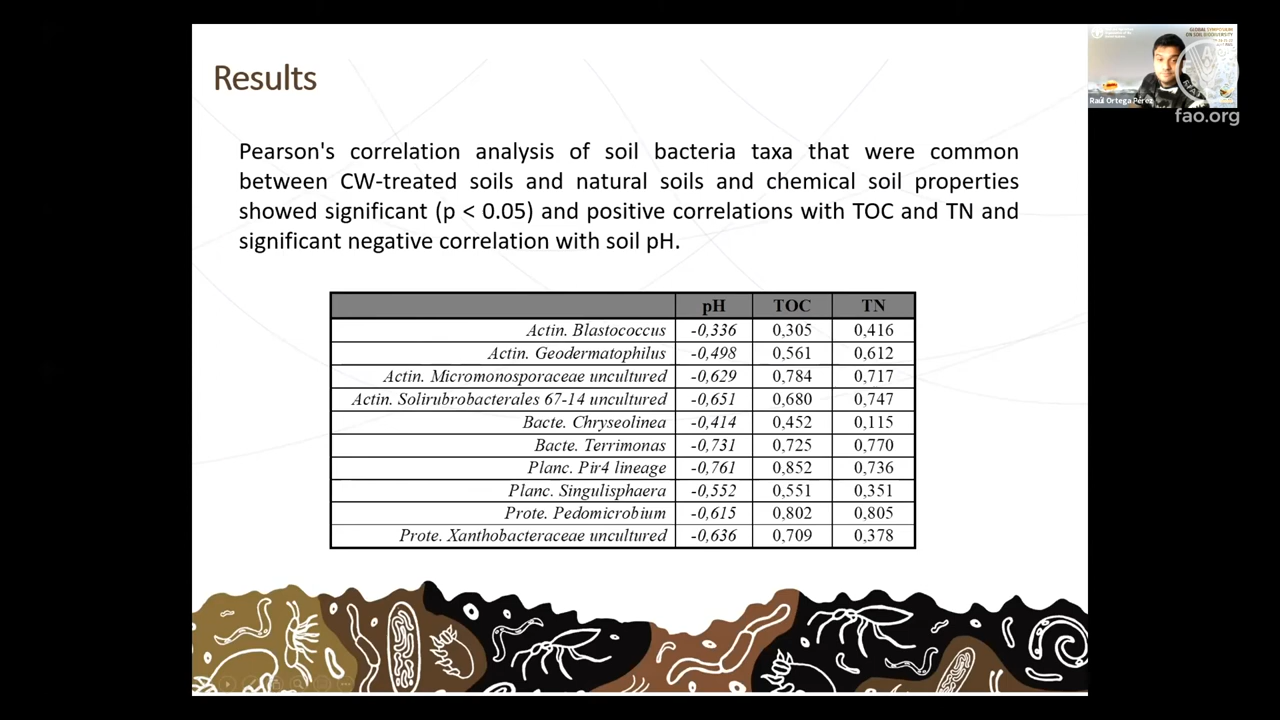 Results
GLOBAL SYMPOSIUM
ON SOIL BIODIVERSITY
Raúl Ortega Pérez
fao.org
Pearson's correlation analysis of soil bacteria taxa that were common
between CW-treated soils and natural soils and chemical soil properties
showed significant (p < 0.05) and positive correlations with TOC and TN and
significant negative correlation with soil pH.
pH TOC TN
Actin. Blastococcus -0,336 0,305 0,416
Actin. Geodermatophilus -0,498 0,561 0,612
Actin. Micromonosporaceae uncultured -0,629 0,784 0,717
Actin. Solirubrobacterales 67-14 uncultured -0,651 0,680 0,747
Bacte. Chryseolinea -0,414 0,452 0,115
Bacte. Terrimonas -0,731 0,725 0,770
Planc. Pir4 lineage -0,761 0,852 0,736
Planc. Singulisphaera -0,552 0,551 0,351
Prote. Pedomicrobium -0,615 0,802 0,805
Prote. Xanthobacteraceae uncultured -0,636 0,709 0,378